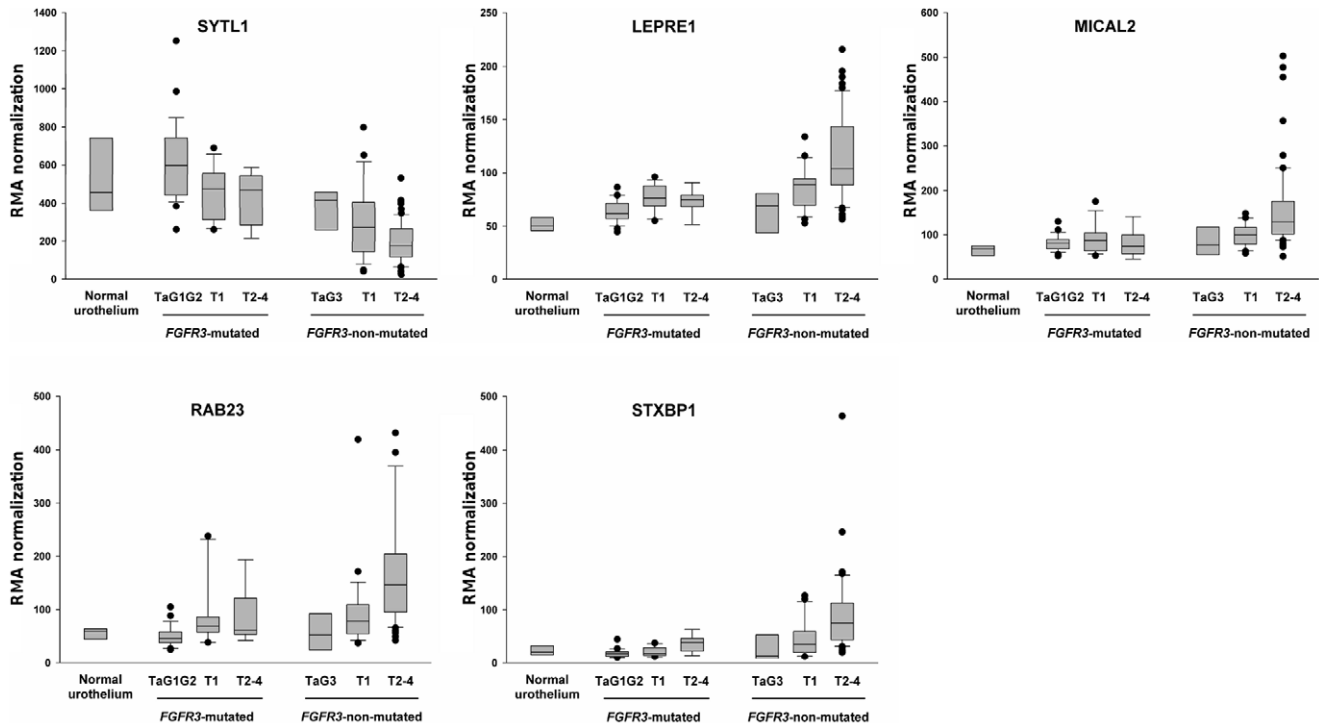 SYTL1
RMA normalization
1400
1200
1000
800
600
400
200
0
Normal
urothelium
TaG1G2 T1 T2-4
FGFR3-mutated
TaG3 T1 T2-4
FGFR3-non-mutated
LEPRE1
RMA normalization
250
200
150
100
50
0
Normal
urothelium
TaG1G2 T1 T2-4
FGFR3-mutated
TaG3 T1 T2-4
FGFR3-non-mutated
MICAL2
RMA normalization
600
500
400
300
200
100
0
Normal
urothelium
TaG1G2 T1 T2-4
FGFR3-mutated
TaG3 T1 T2-4
FGFR3-non-mutated
RAB23
RMA normalization
500
400
300
200
100
0
Normal
urothelium
TaG1G2 T1 T2-4
FGFR3-mutated
TaG3 T1 T2-4
FGFR3-non-mutated
STXBP1
RMA normalization
500
400
300
200
100
0
Normal
urothelium
TaG1G2 T1 T2-4
FGFR3-mutated
TaG3 T1 T2-4
FGFR3-non-mutated